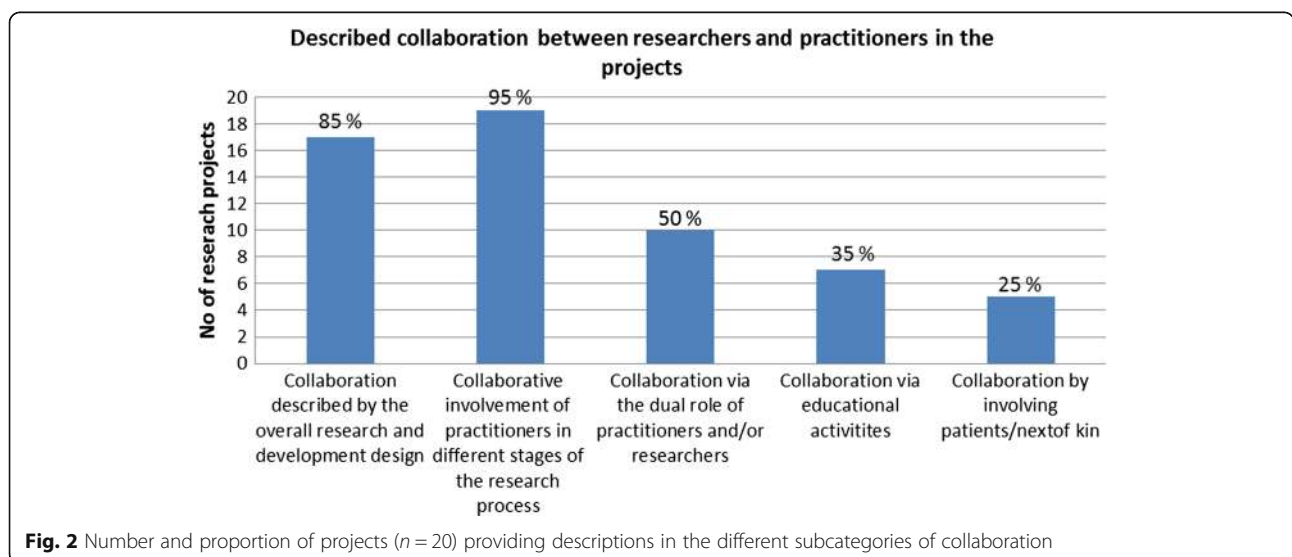 Described collaboration between researchers and practitioners in the
projects
No of reserach projects
20
18
16
14
12
10
8
6
4
2
0
85 %
95 %
50 %
35 %
25 %
Collaboration
described by the
overall research and
development design
Collaborative
involvement of
practitioners in
different stages of
the research
process
Collaboration via
the dual role of
practitioners and/or
researchers
Collaboration via
educational
activitites
Collaboration by
involving
patients/nextof kin
Fig. 2 Number and proportion of projects (n = 20) providing descriptions in the different subcategories of collaboration